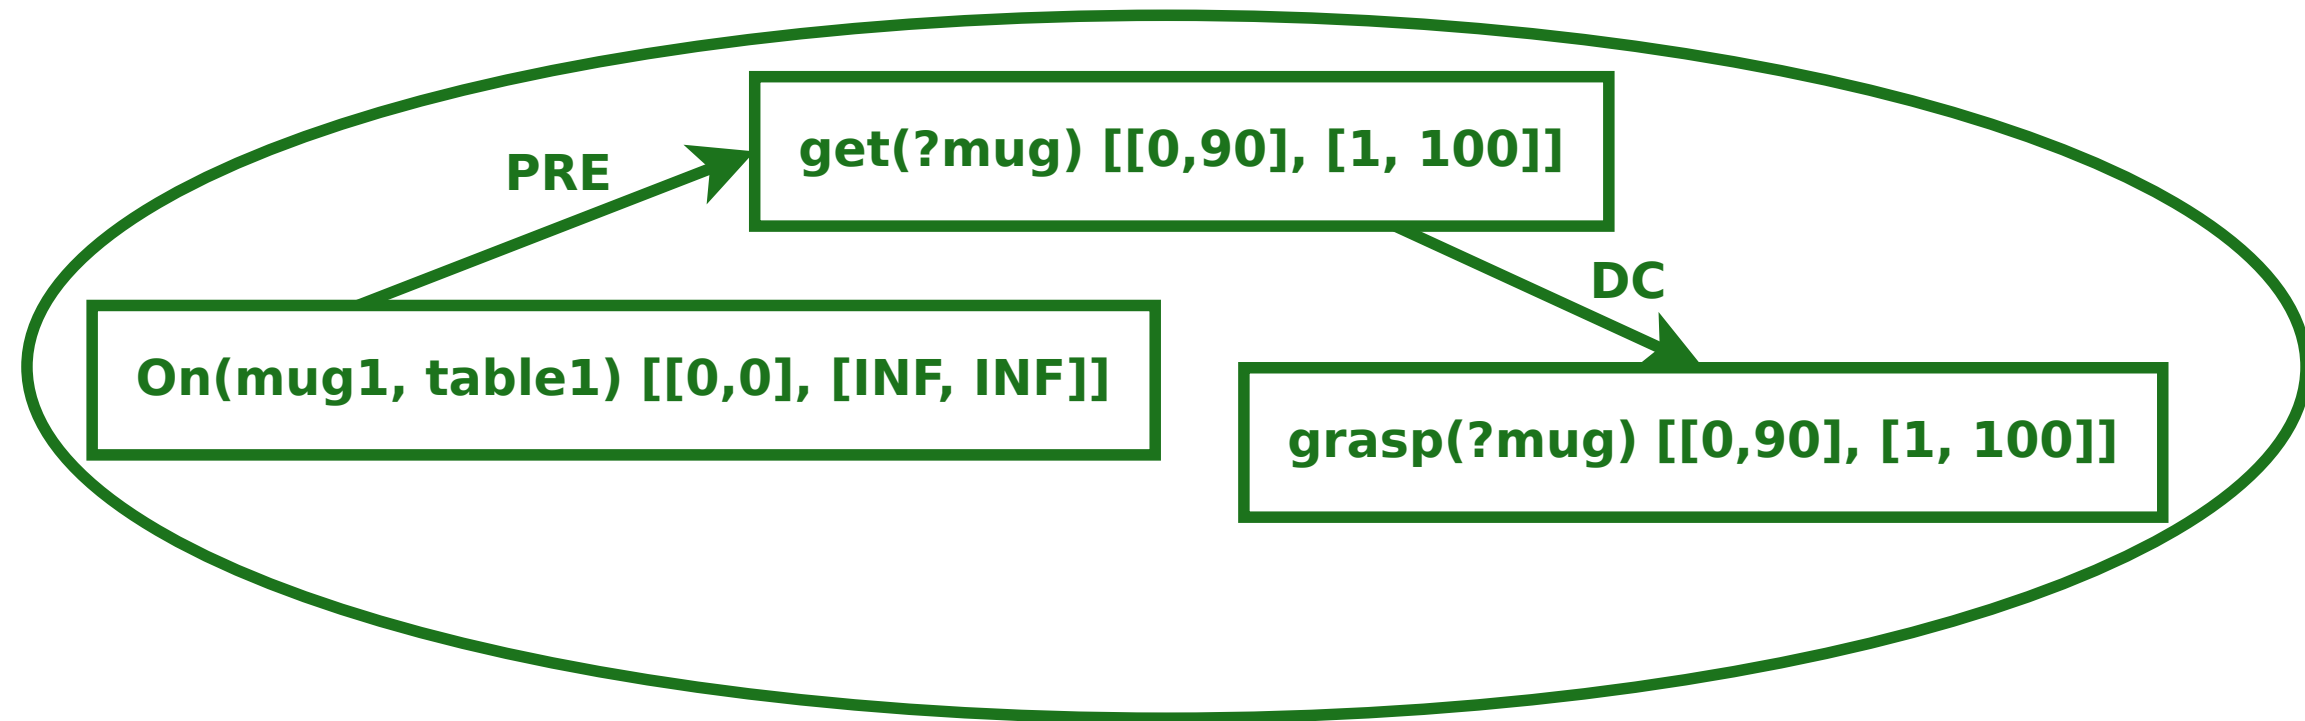 get(?mug) [[0,90], [1, 100]]
PRE
DC
On(mug1, table1) [[0,0], [INF, INF]]
grasp(?mug) [[0,90], [1, 100]]